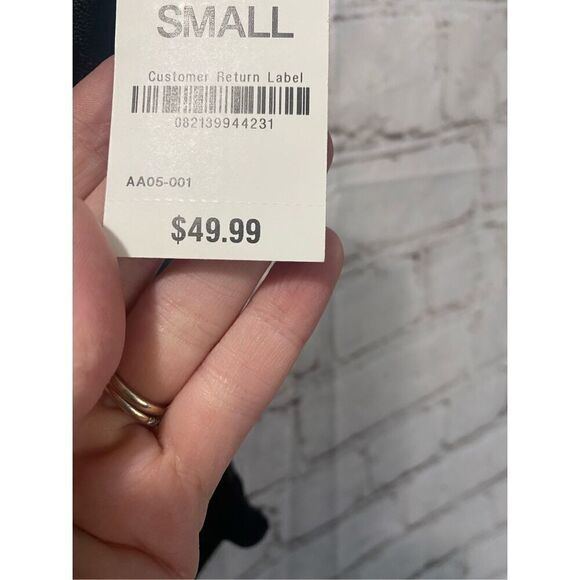 SMALL
Customer Return Label
082139944231
AA05-001
$49.99